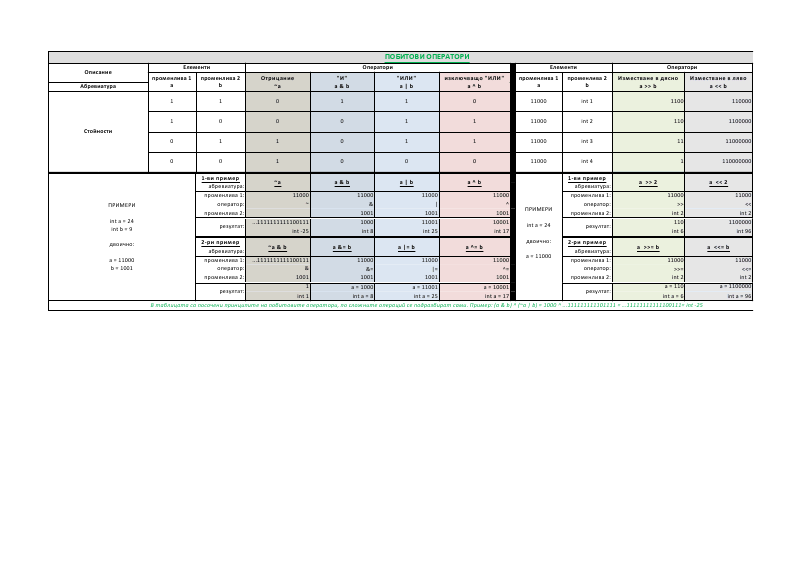 ПОБИТОВИ ОПЕРАТОРИ
Описание Елементи Оператори Елементи Оператори
променлива 1 променлива 2 Отрицание "И" "ИЛИ" изключващо "ИЛИ" променлива 1 променлива 2 Изместване в дясно Изместване в ляво
Абревиатура a b ~a a & b a | b a ^ b a b a >> b a << b
Стойности
1 1 0 1 1 0 11000 int 1 1100 110000
1 0 0 0 1 1 11000 int 2 110 1100000
0 1 1 0 1 1 11000 int 3 11 11000000
0 0 1 0 0 0 11000 int 4 1 110000000
ПРИМЕРИ
int a = 24
int b = 9
двоично:
a = 11000
b = 1001
1-ви пример
абревиатура: ~a a & b a | b a ^ b
променлива 1: 11000 11000 11000 11000
оператор: ~ & | ^
променлива 2: 1001 1001 1001
резултат: ...1111111111100111 1000 11001 10001
int -25 int 8 int 25 int 17
2-ри пример
абревиатура: ~a & b a &= b a |= b a ^= b
променлива 1: ...1111111111100111 11000 11000 11000
оператор: & &= |= ^=
променлива 2: 1001 1001 1001 1001
резултат: 1 a = 1000 a = 11001 a = 10001
int 1 int a = 8 int a = 25 int a = 17
ПРИМЕРИ
int a = 24
двоично:
a = 11000
1-ви пример
абревиатура: a >> 2 a << 2
променлива 1: 11000 11000
оператор: >> <<
променлива 2: int 2 int 2
резултат: 110 1100000
int 6 int 96
2-ри пример
абревиатура: a >>= b a <<= b
променлива 1: 11000 11000
оператор: >>= <<=
променлива 2: int 2 int 2
резултат: a = 110 a = 1100000
int a = 6 int a = 96
В таблицата са посочени принципите на побитовите оператори, по сложните операции се подразбират сами. Пример: (a & b) ^ (~a | b) = 1000 ^ ...1111111111101111 = ...1111111111100111= int -25